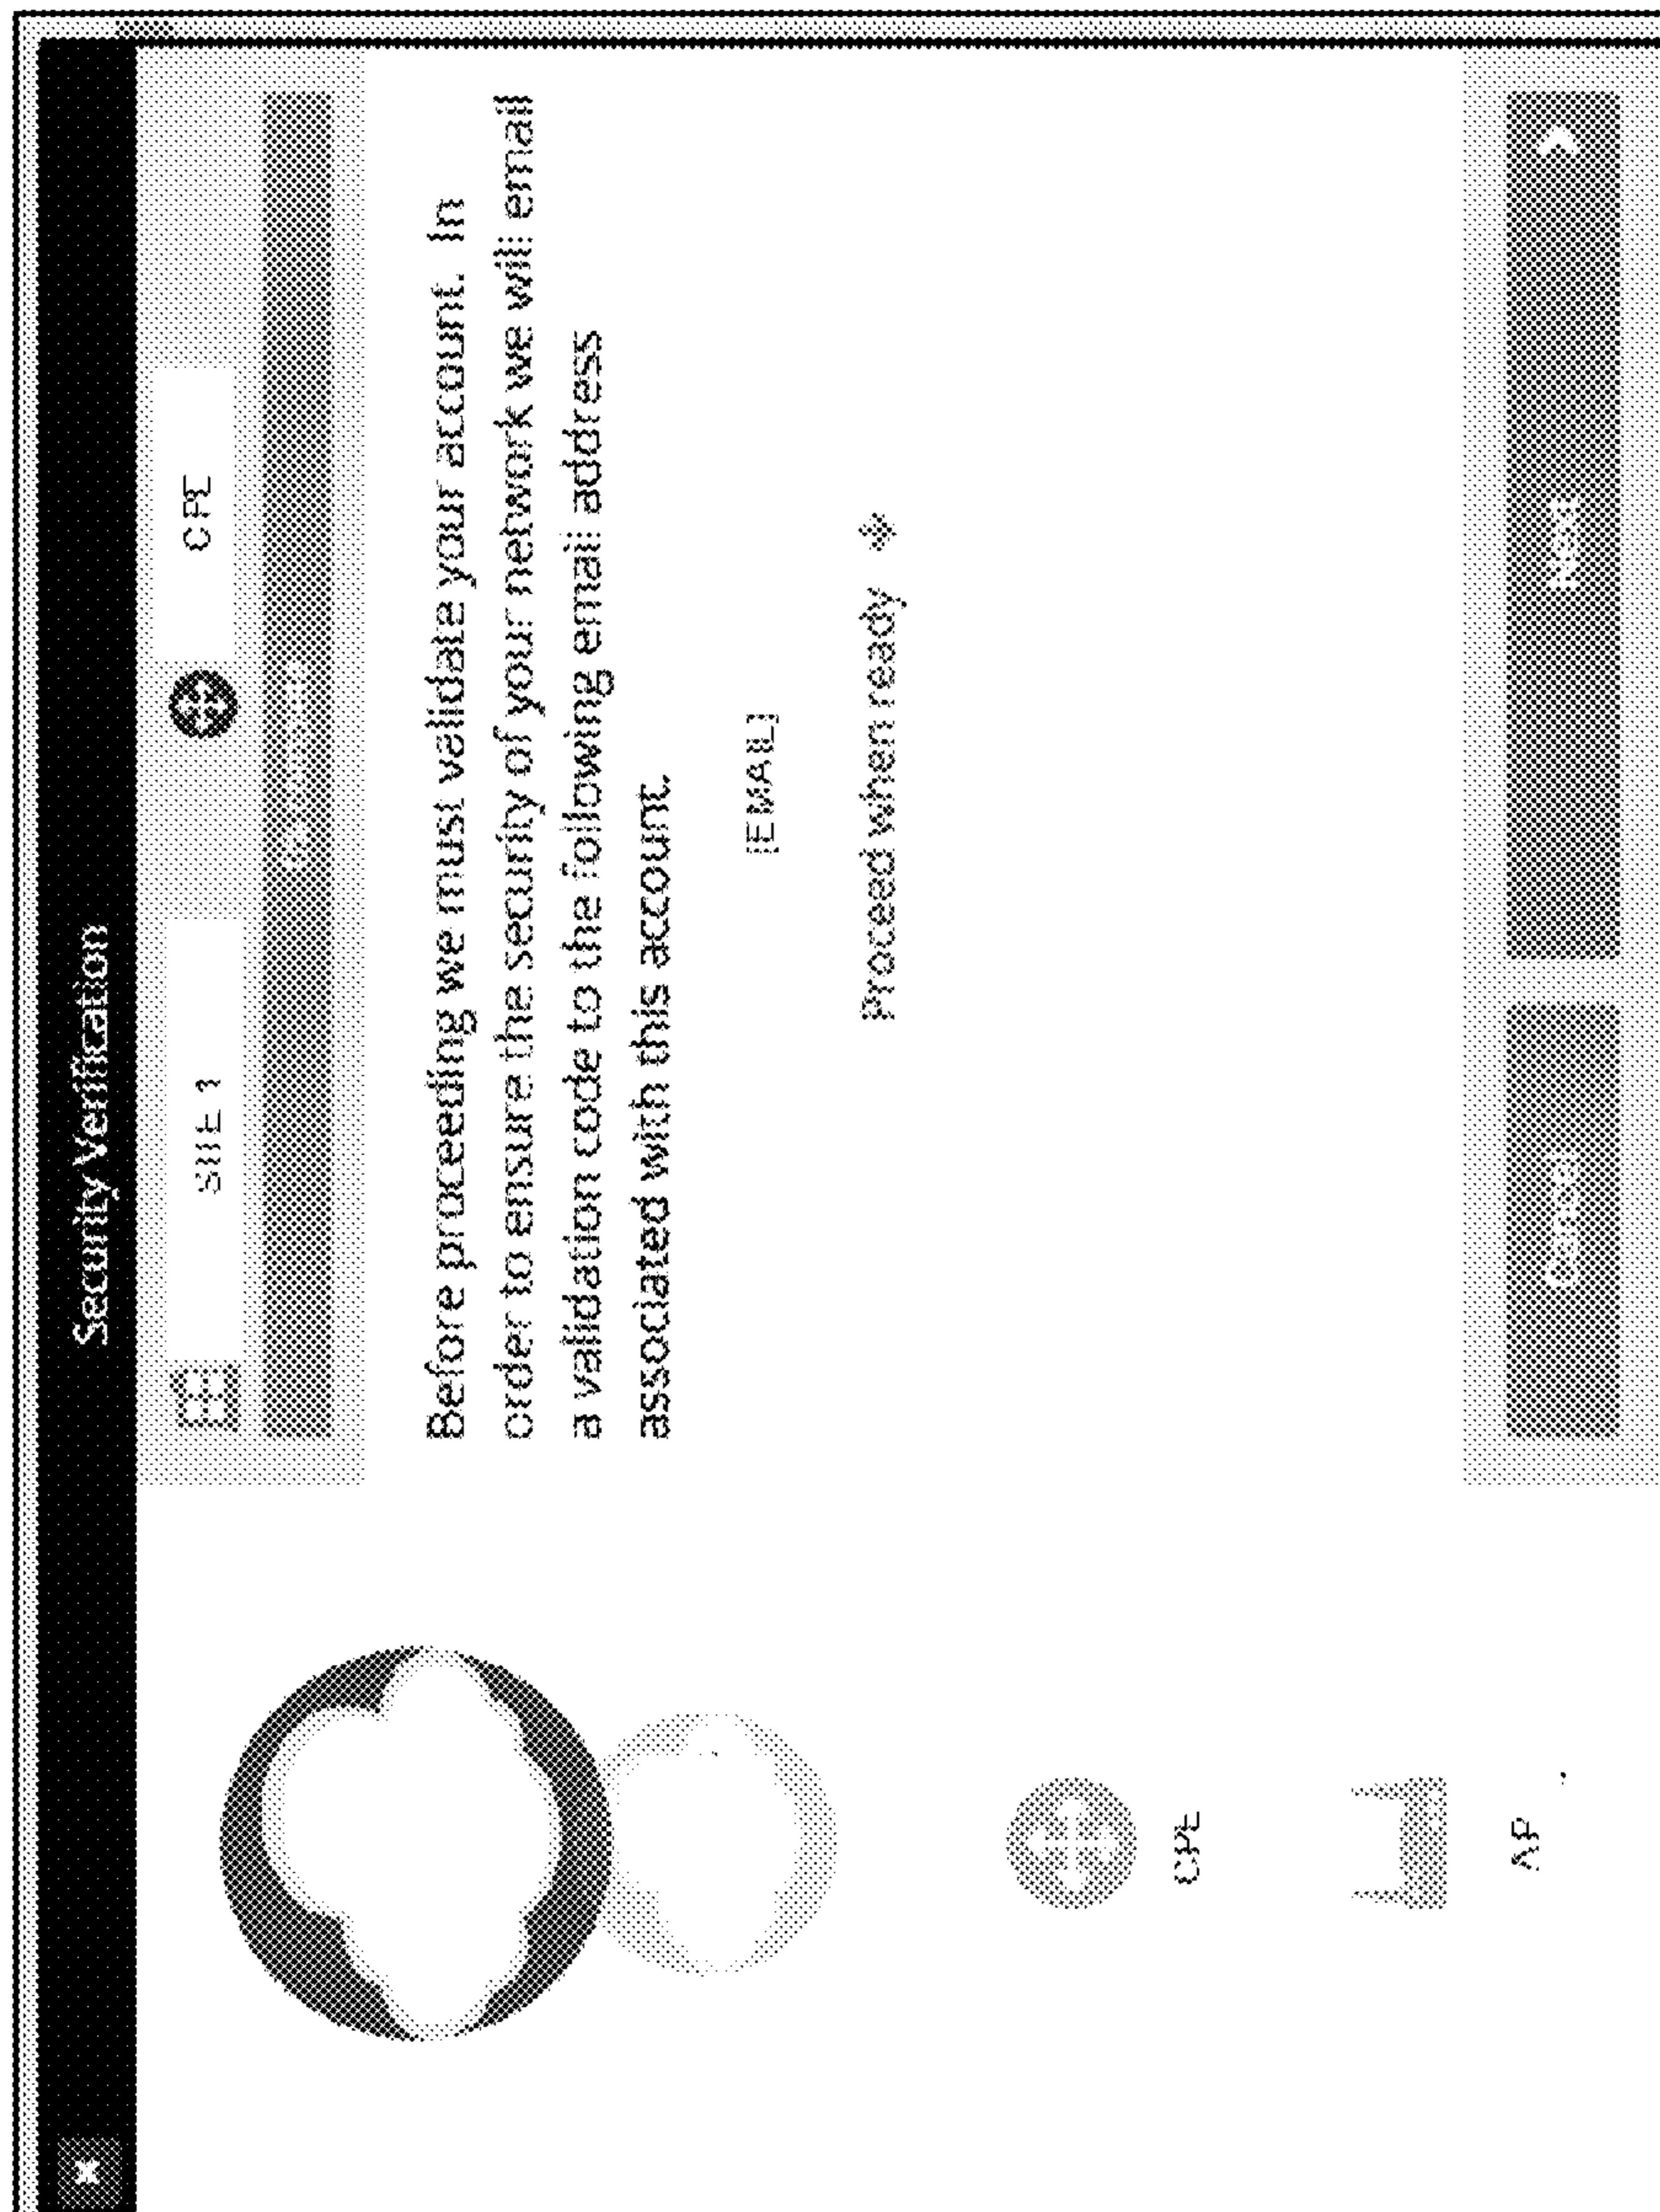 Security Verification
SITE 1
CPE
Before proceeding we must validate your account. In
order to ensure the security of your network we will email
a validation code to the following email address
associated with this account.
[EMAIL]
Proceed when ready
Cancel
Next
CPE
AP